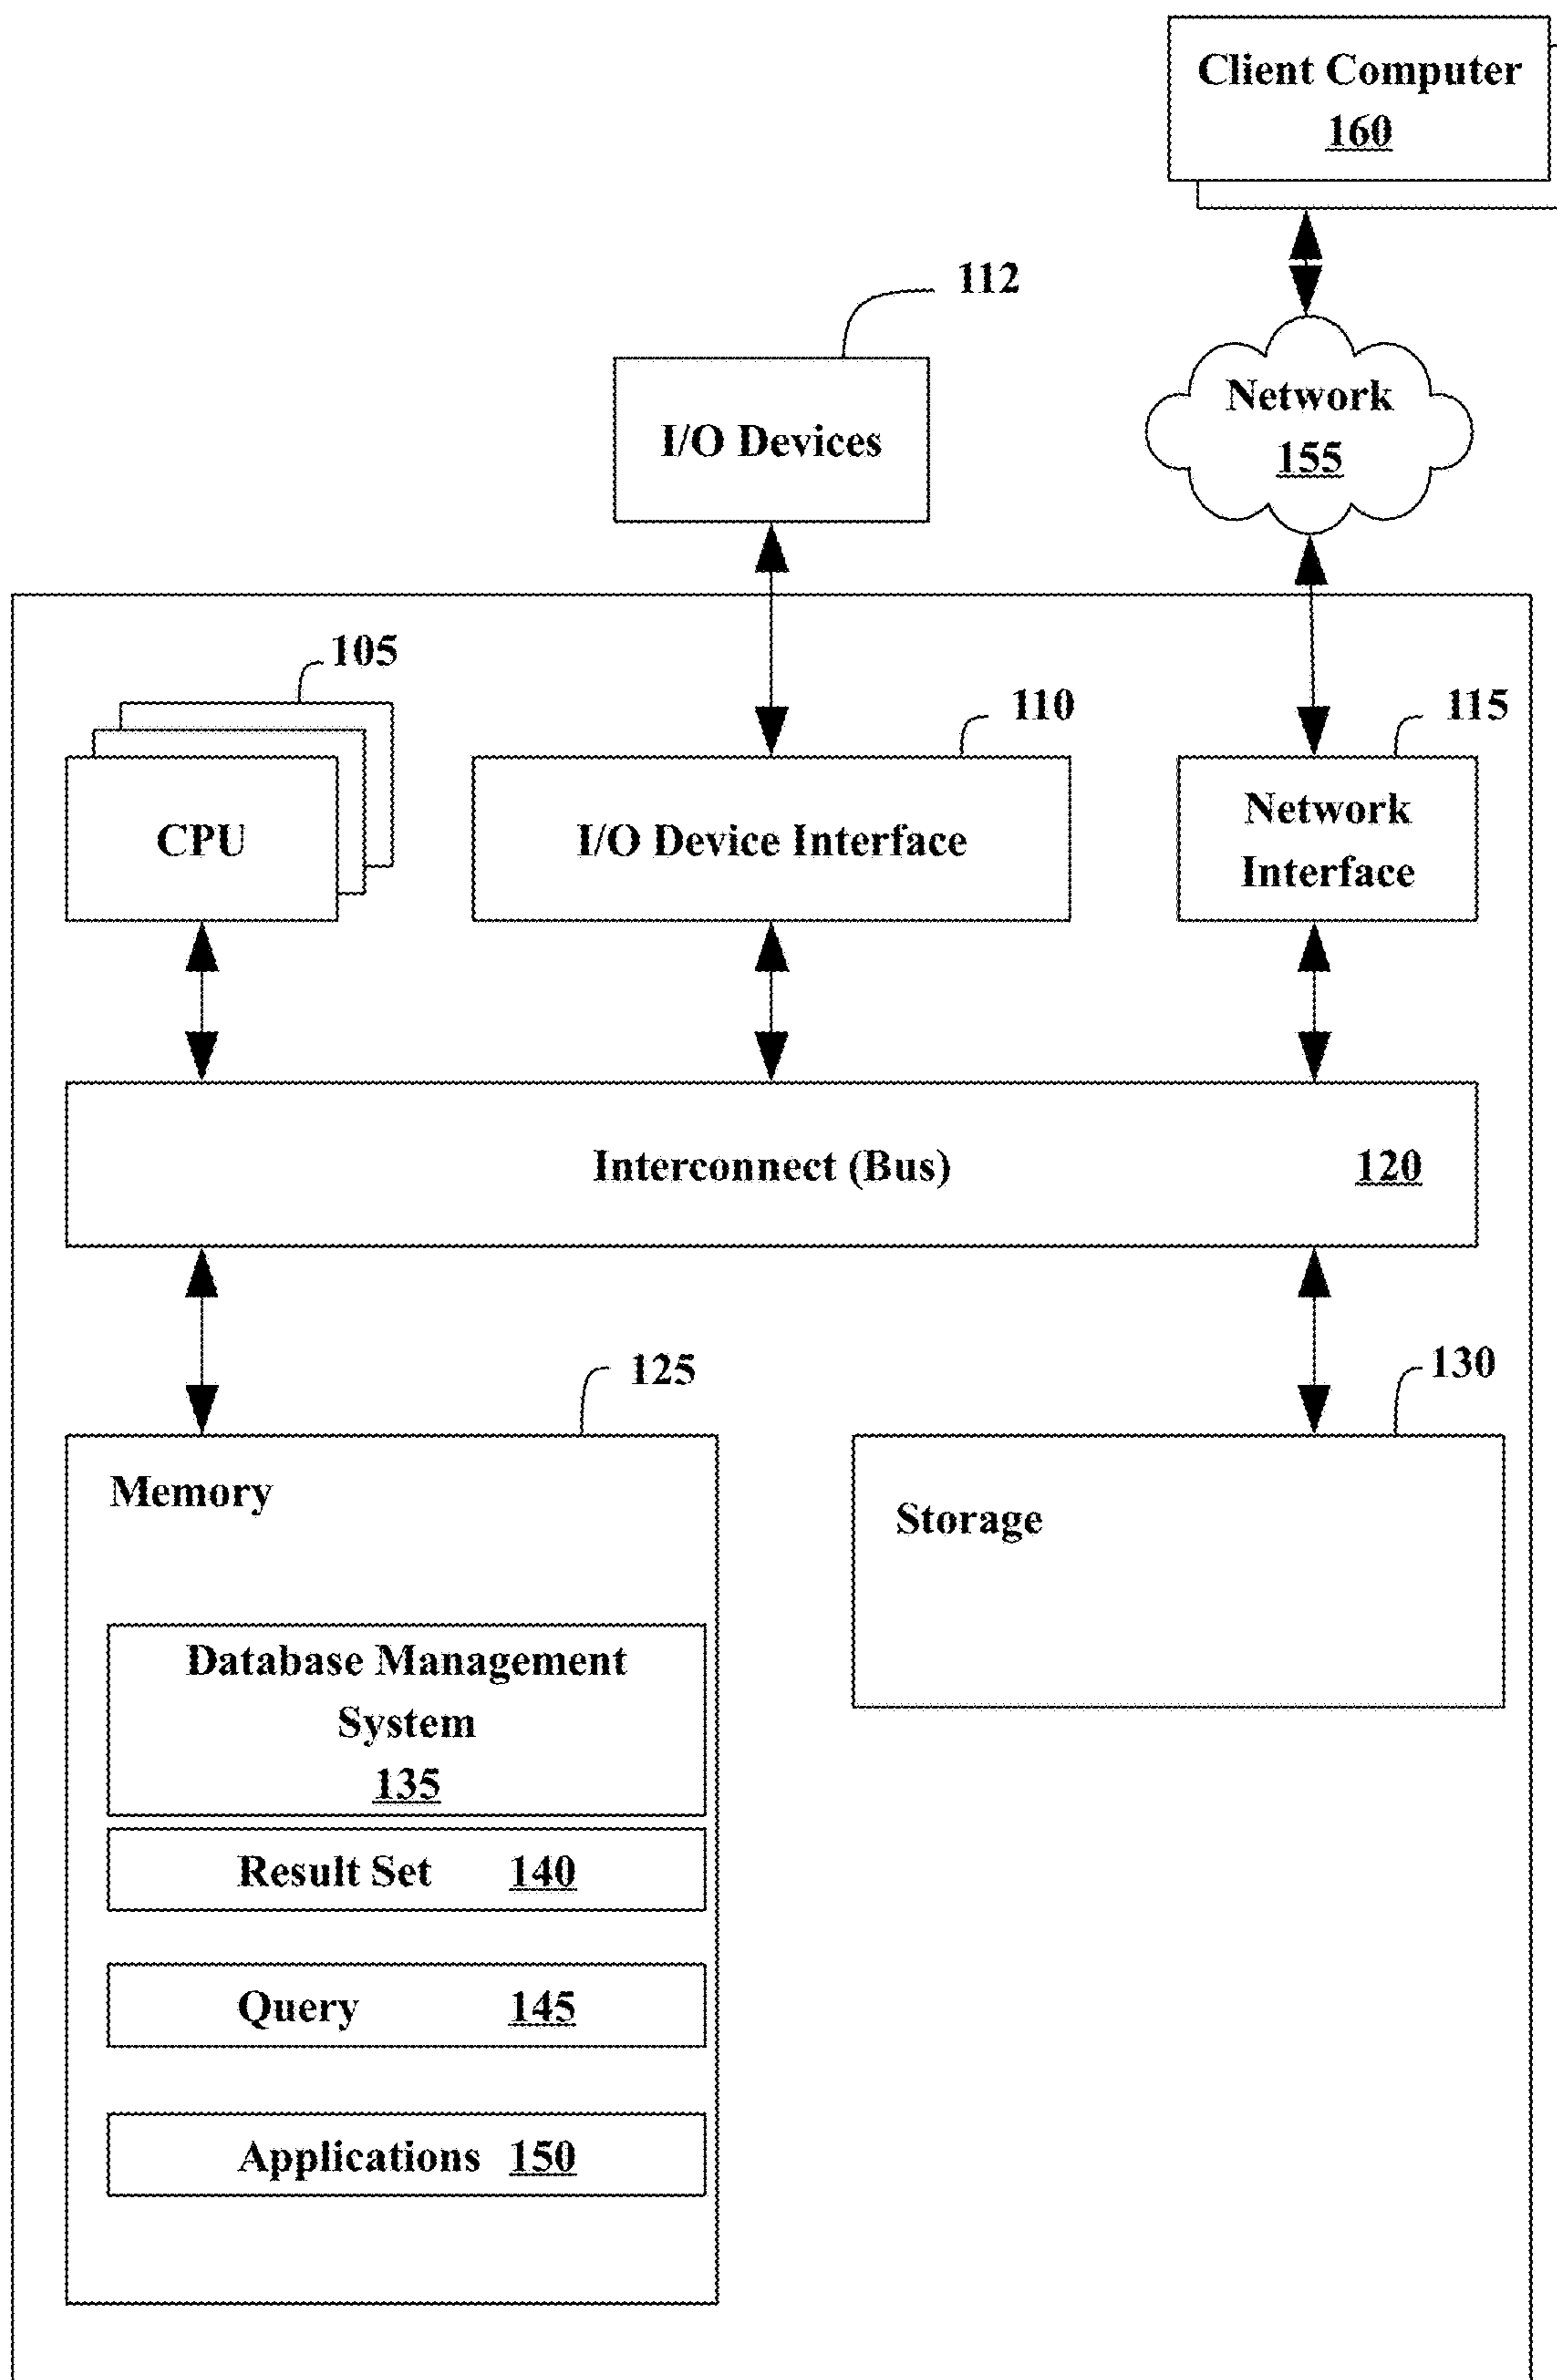 Client Computer
160
112
I/O Devices
Network
155
105
110
115
CPU
I/O Device Interface
Network
Interface
Interconnect (Bus) 120
125
130
Memory
Storage
Database Management
System
135
Result Set 140
Query 145
Applications 150